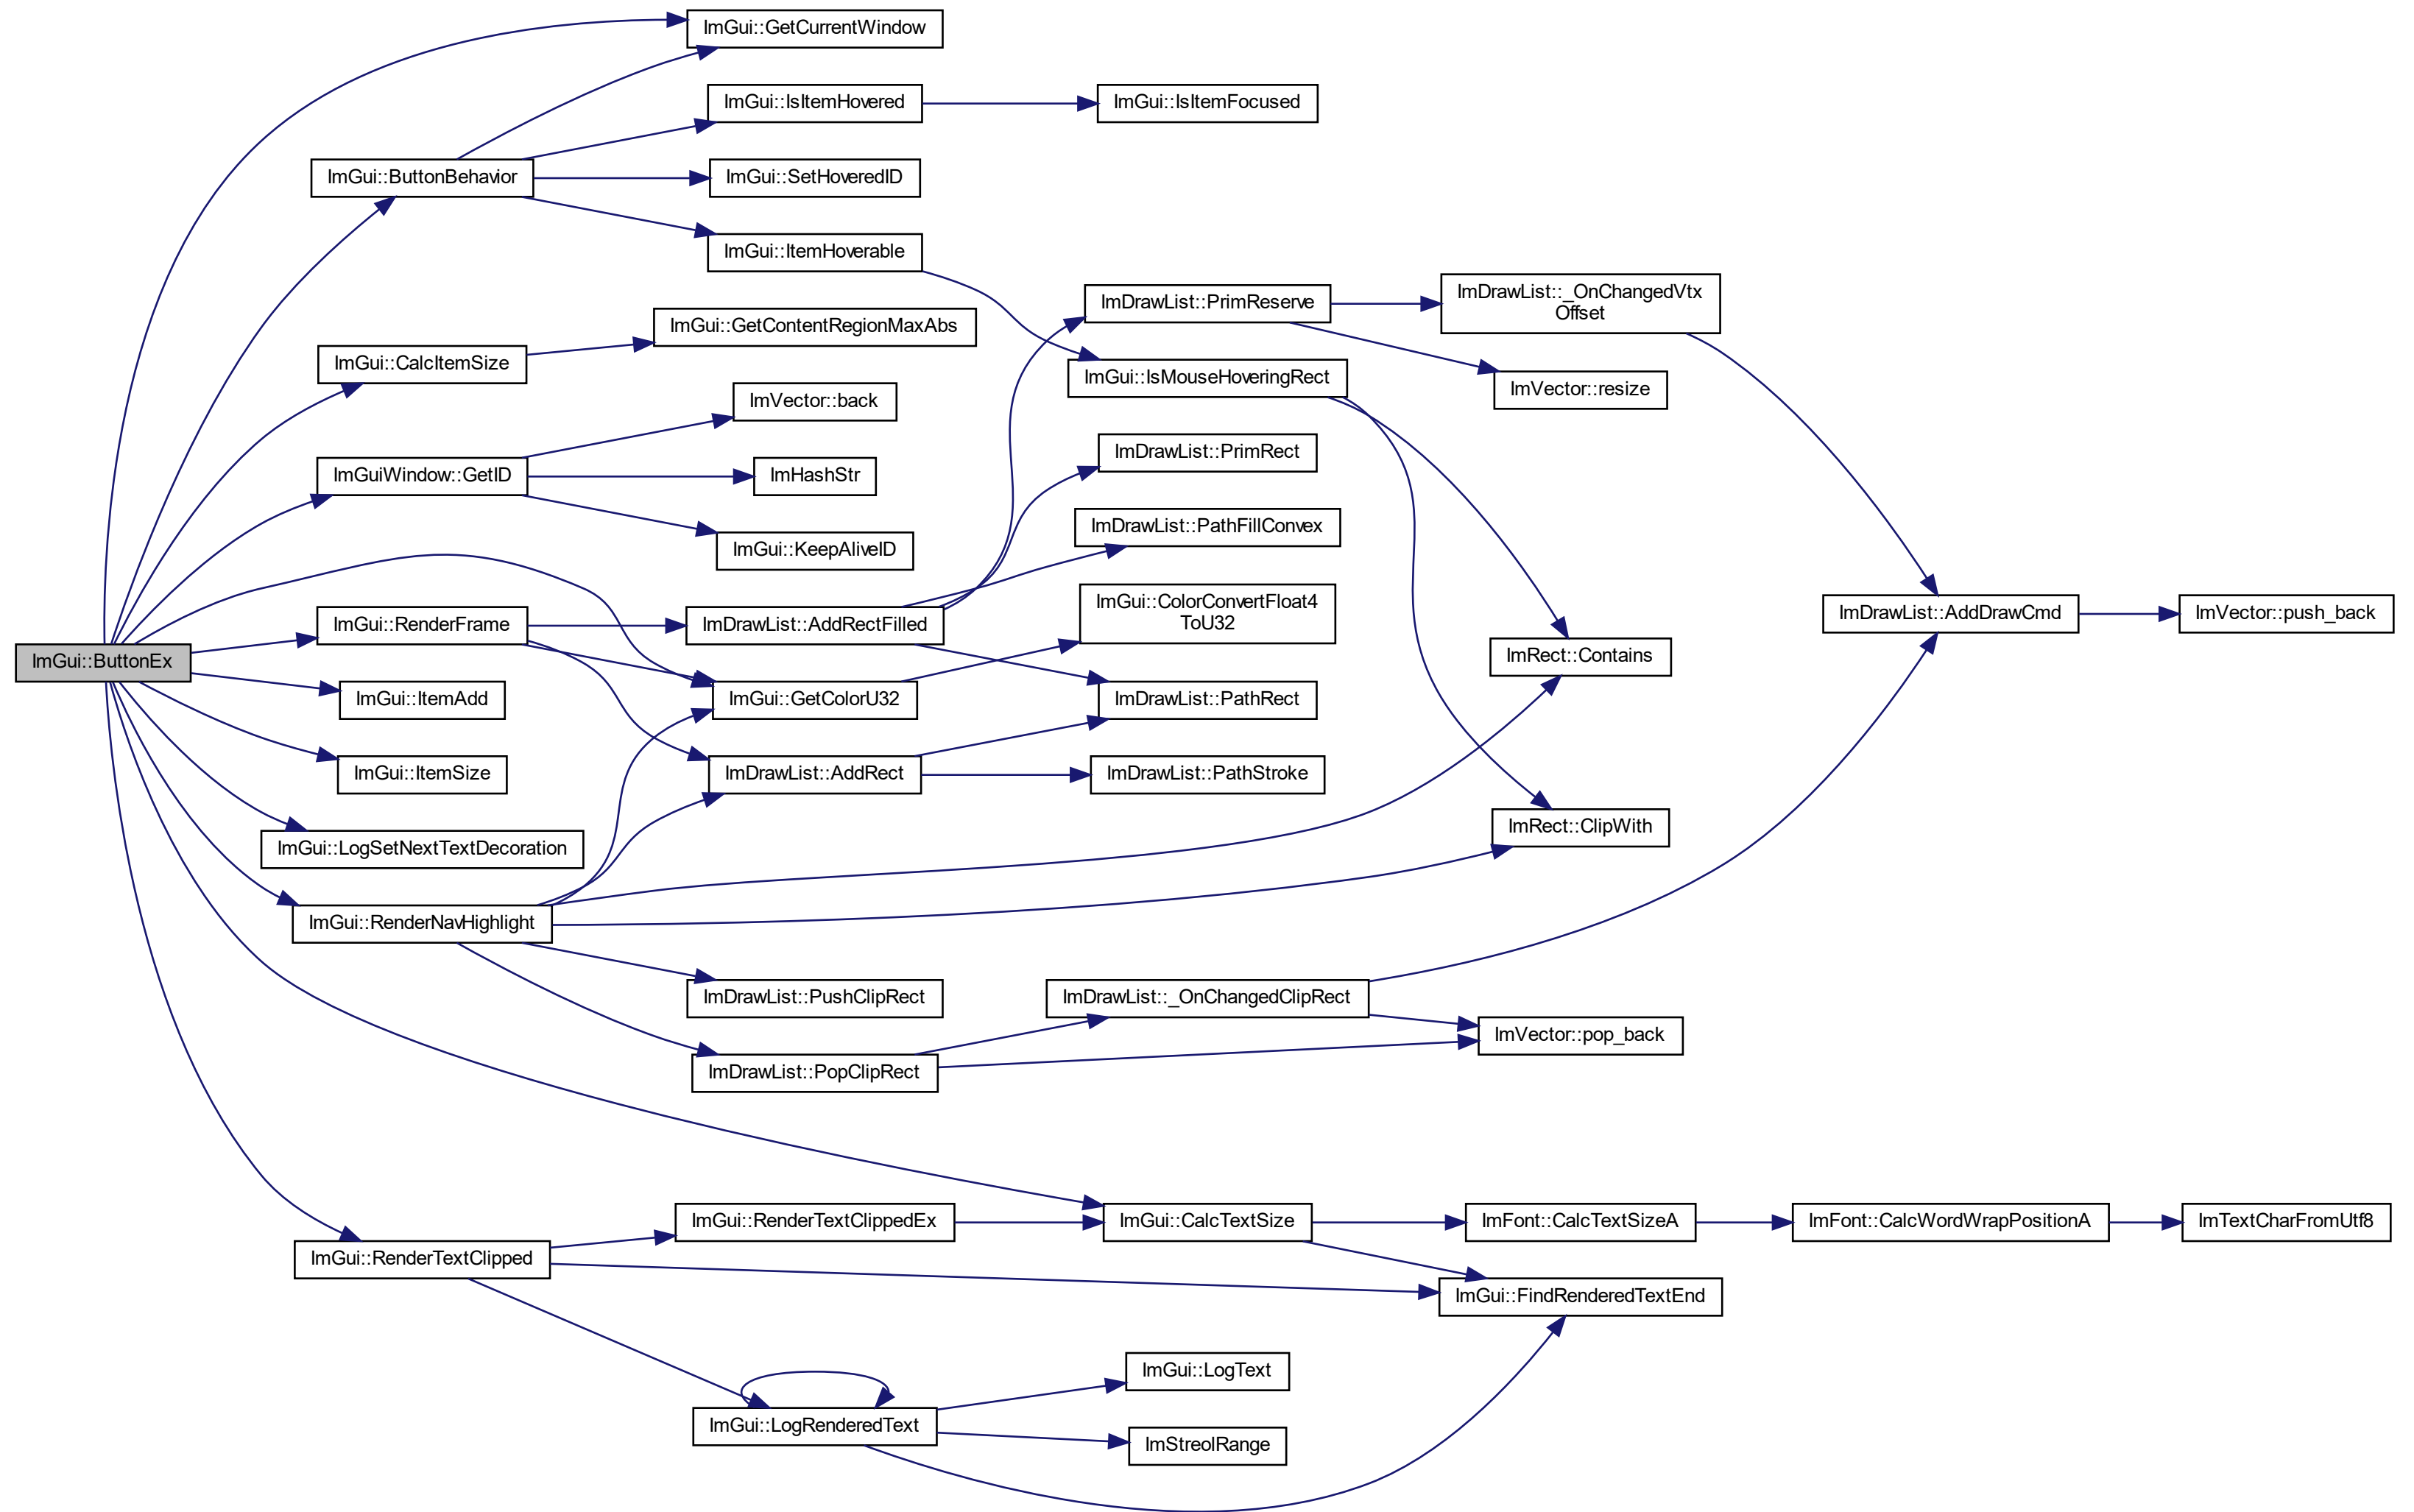 ImGui::GetCurrentWindow
ImGui::IsItemHovered
ImGui::IsItemFocused
ImGui::ButtonBehavior
ImGui::SetHoveredID
ImGui::ItemHoverable
ImDrawList::PrimReserve
ImDrawList::_OnChangedVtx
Offset
ImGui::GetContentRegionMaxAbs
ImGui::CalcItemSize
ImGui::IsMouseHoveringRect
ImVector::resize
ImVector::back
ImDrawList::PrimRect
ImGuiWindow::GetID
ImHashStr
ImDrawList::PathFillConvex
ImGui::KeepAliveID
ImGui::ColorConvertFloat4
ToU32
ImGui::RenderFrame
ImDrawList::AddRectFilled
ImDrawList::AddDrawCmd
ImVector::push_back
ImGui::ButtonEx
ImRect::Contains
ImGui::ItemAdd
ImGui::GetColorU32
ImDrawList::PathRect
ImGui::ItemSize
ImDrawList::AddRect
ImDrawList::PathStroke
ImRect::ClipWith
ImGui::LogSetNextTextDecoration
ImGui::RenderNavHighlight
ImDrawList::PushClipRect
ImDrawList::_OnChangedClipRect
ImVector::pop_back
ImDrawList::PopClipRect
ImGui::RenderTextClippedEx
ImGui::CalcTextSize
ImFont::CalcTextSizeA
ImFont::CalcWordWrapPositionA
ImTextCharFromUtf8
ImGui::RenderTextClipped
ImGui::FindRenderedTextEnd
ImGui::LogText
ImGui::LogRenderedText
ImStreolRange